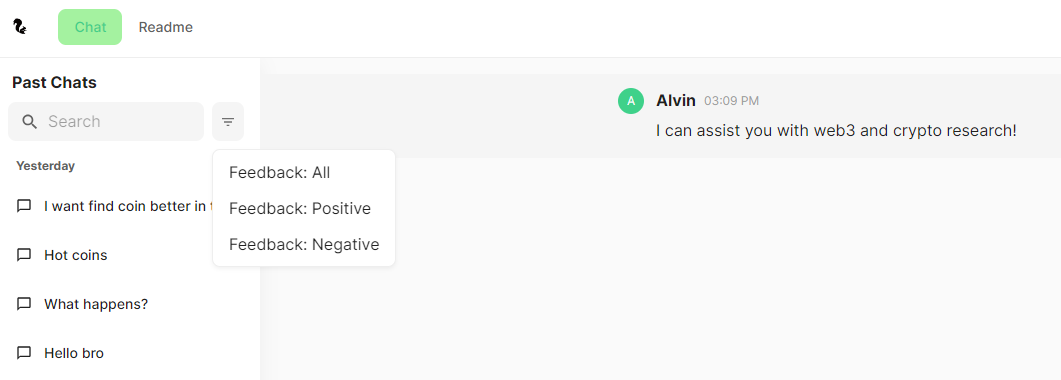 Chat
Readme
Past Chats
Search
Yesterday
I want find coin better in
Hot coins
What happens?
Hello bro
Feedback: All
Feedback: Positive
Feedback: Negative
A
Alvin 03:09 PM
I can assist you with web3 and crypto research!